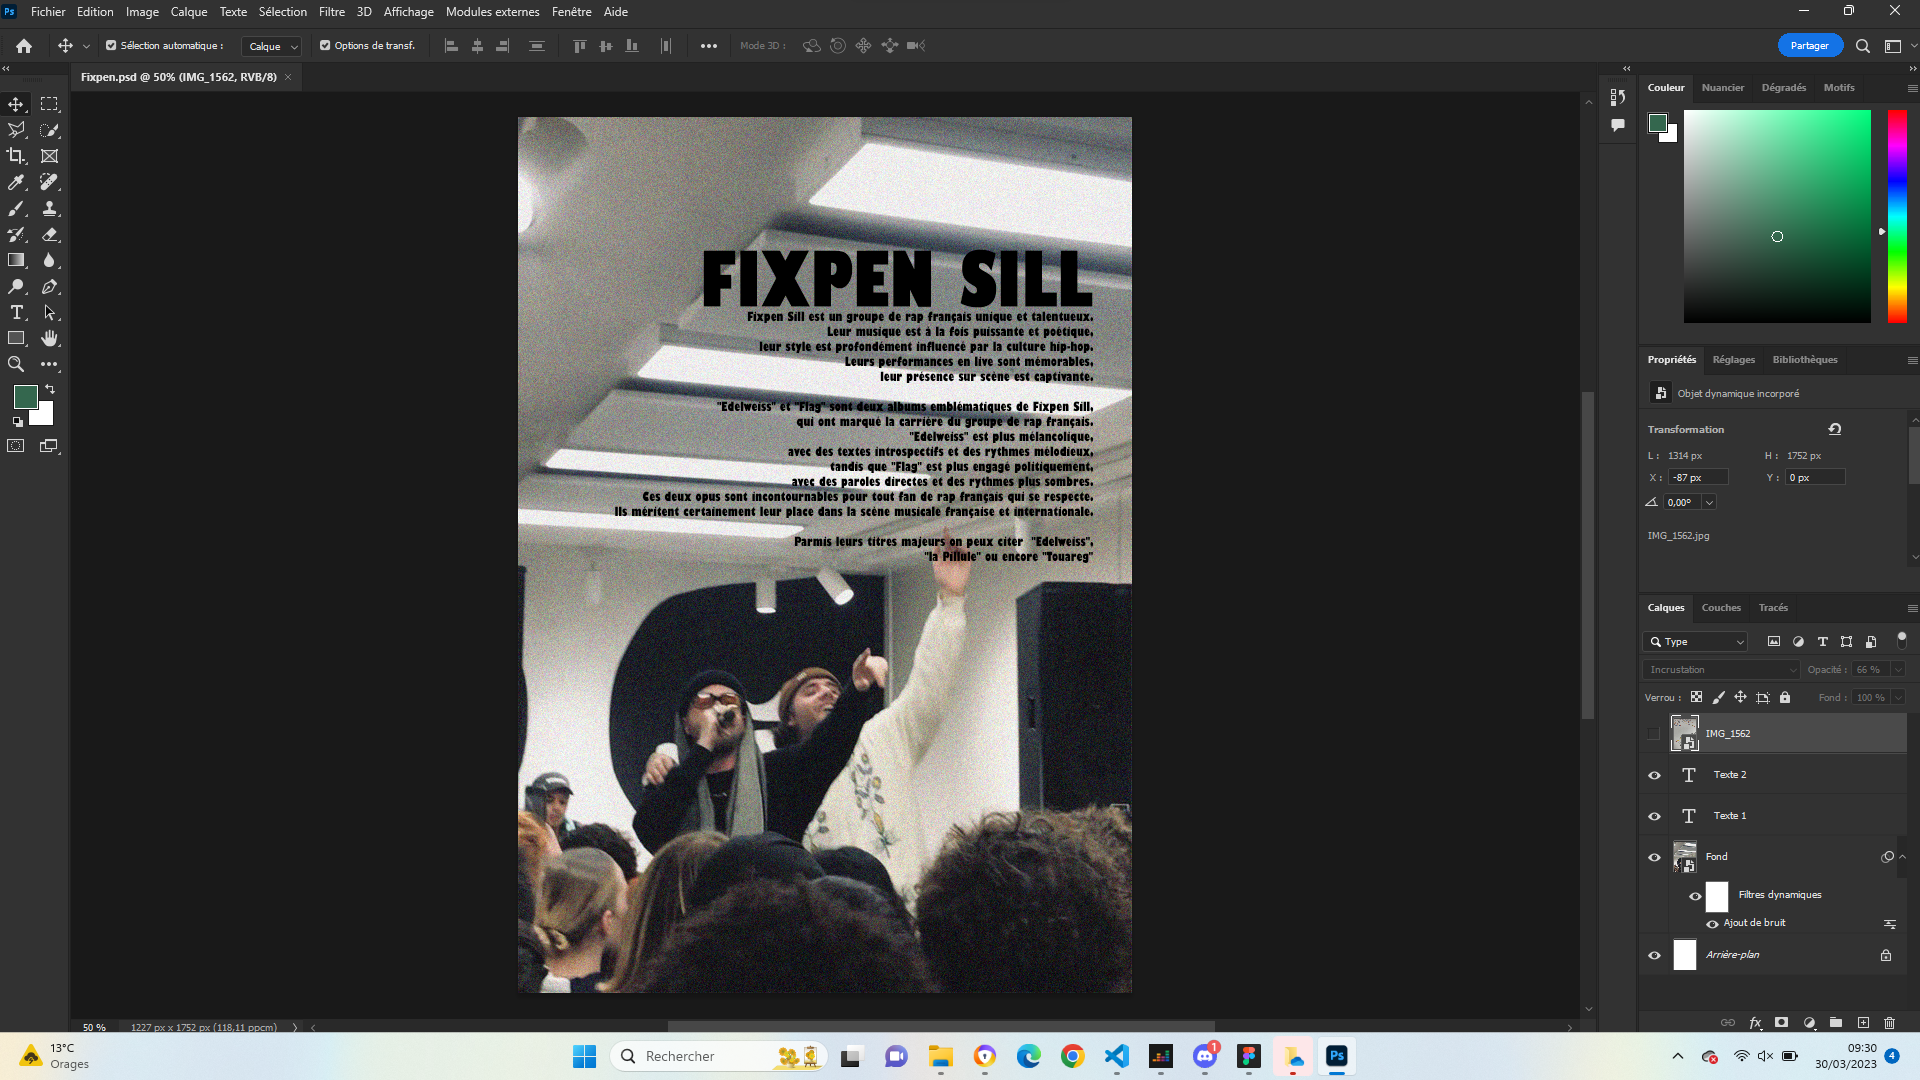 Ps
Fichier Edition Image Calque Texte Sélection Filtre 3D Affichage Modules externes Fenêtre Aide
Sélection automatique : Calque Options de transf. Mode 3D : Partager
Fixpen.psd @ 50% (IMG_1562, RVB/8)
Couleur Nuancier Dégradés Motifs
FIXPEN SILL
Fixpen Sill est un groupe de rap français unique et talentueux.
Leur musique est à la fois puissante et poétique,
leur style est profondément influencé par la culture hip-hop.
Leurs performances en live sont mémorables,
leur présence sur scène est captivante.
"Edelweiss" et "Flag" sont deux albums emblématiques de Fixpen Sill,
qui ont marqué la carrière du groupe de rap français.
"Edelweiss" est plus mélancolique,
avec des textes introspectifs et des rythmes mélodieux,
tandis que "Flag" est plus engagé politiquement,
avec des paroles directes et des rythmes plus sombres.
Ces deux opus sont incontournables pour tout fan de rap français qui se respecte.
Ils méritent certainement leur place dans la scène musicale française et internationale.
Parmis leurs titres majeurs on peux citer "Edelweiss",
"la Pillule" ou encore "Touareg"
Propriétés Réglages Bibliothèques
Objet dynamique incorporé
Transformation
L : 1314 px H : 1752 px
X : -87 px Y : 0 px
0,00°
IMG_1562.jpg
Calques Couches Tracés
Type
Incrustation Opacité : 66 %
Verrou : Fond : 100 %
IMG_1562
Texte 2
Texte 1
Fond
Filtres dynamiques
Ajout de bruit
Arrière-plan
fx
50 % 1227 px x 1752 px (118,11 ppcm)
13°C
Orages
Rechercher
1
Ps
09:30
30/03/2023
4